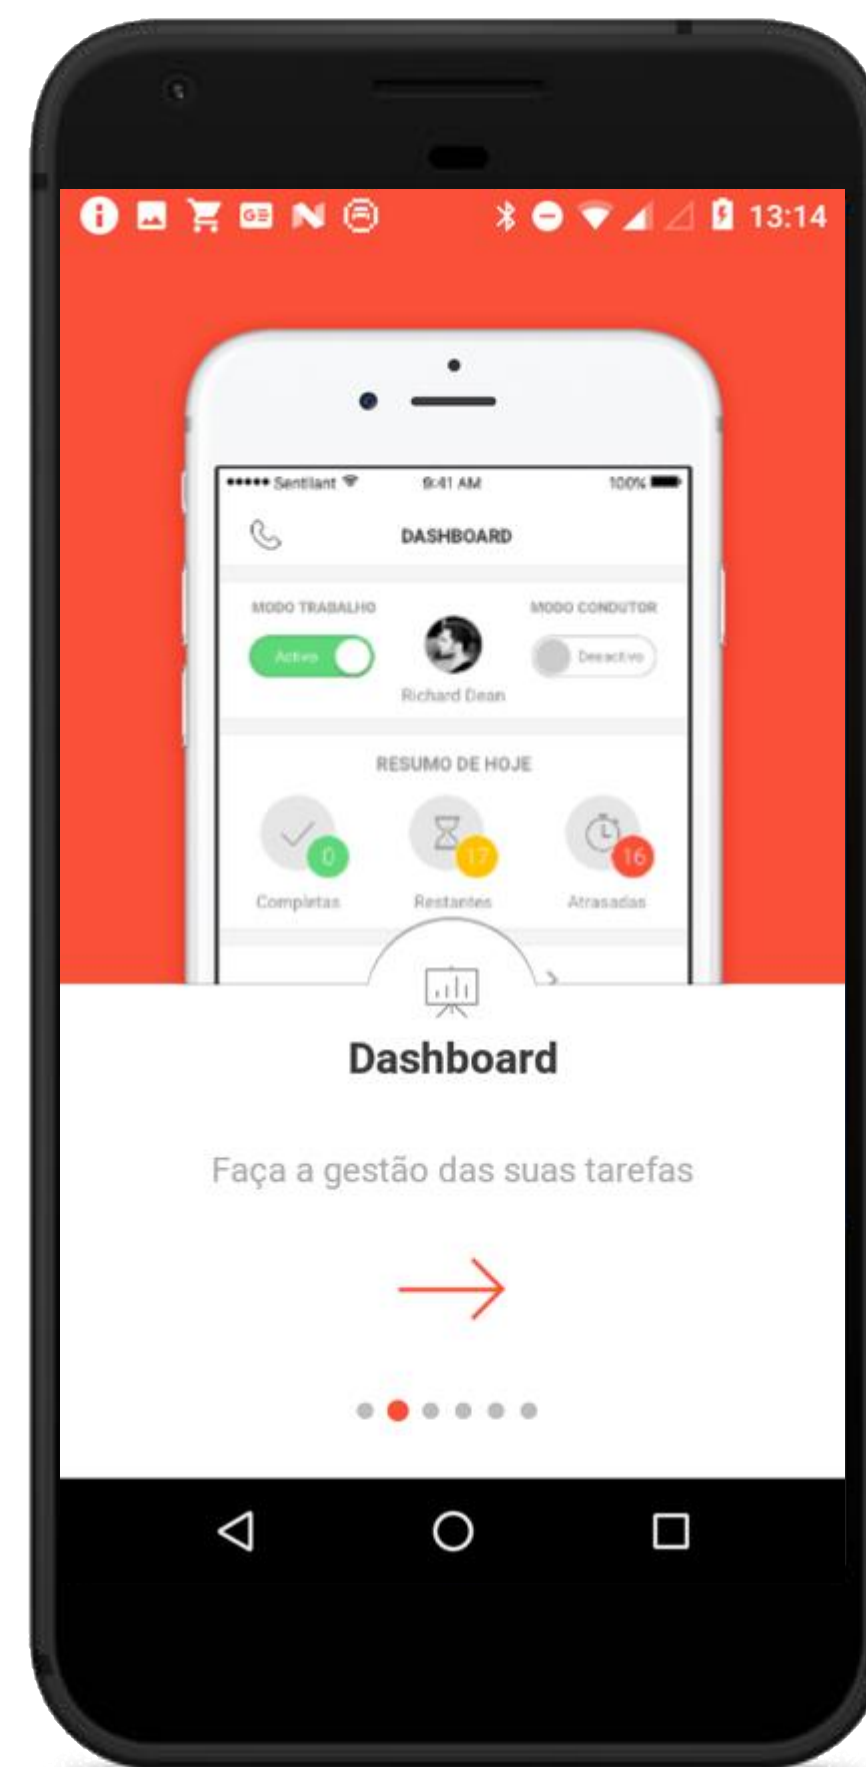 13:14
Sentilant 9:41 AM 100%
DASHBOARD
MODO TRABALHO MODO CONDUTOR
Activo Desactivo
Richard Dean
RESUMO DE HOJE
0 17 16
Completas Restantes Atrasadas
Dashboard
Faça a gestão das suas tarefas